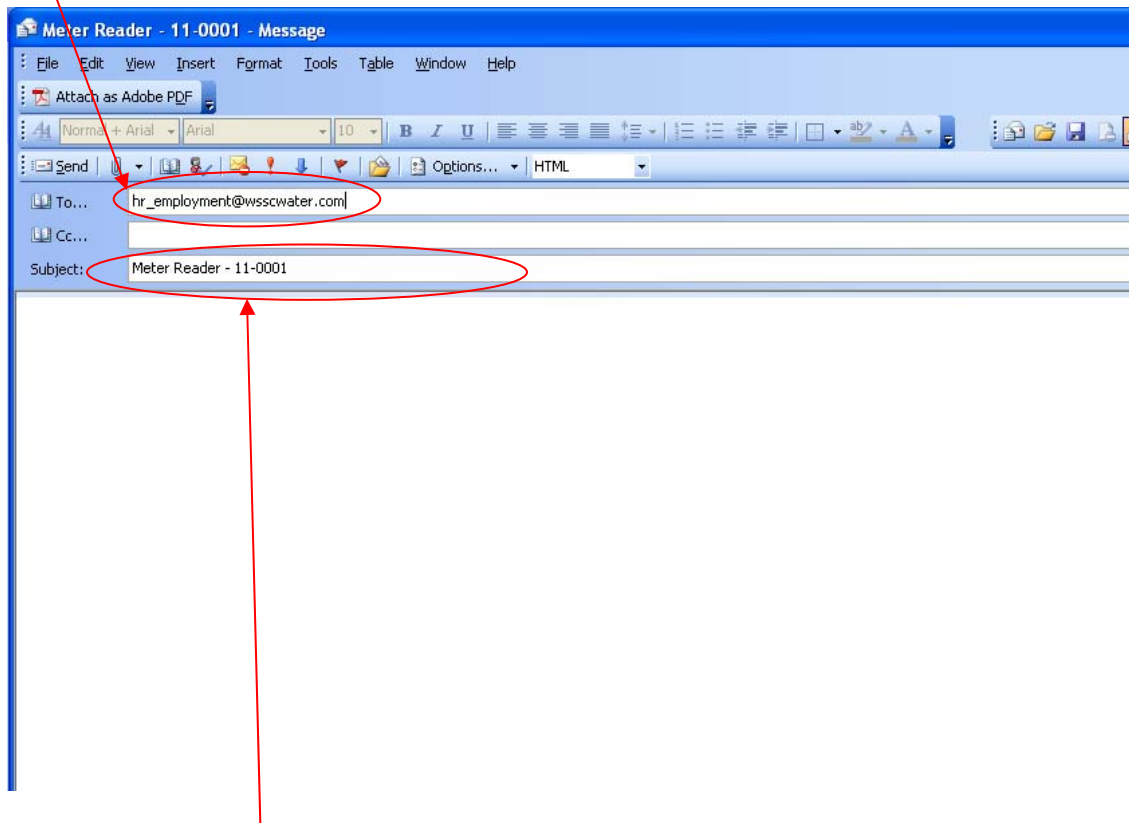 Meter Reader - 11-0001 - Message
File Edit View Insert Format Tools Table Window Help
Attach as Adobe PDF
Normal + Arial Arial 10 B I U A
Send Options... HTML
To... hr_employment@wsscwater.com
Cc...
Subject: Meter Reader - 11-0001